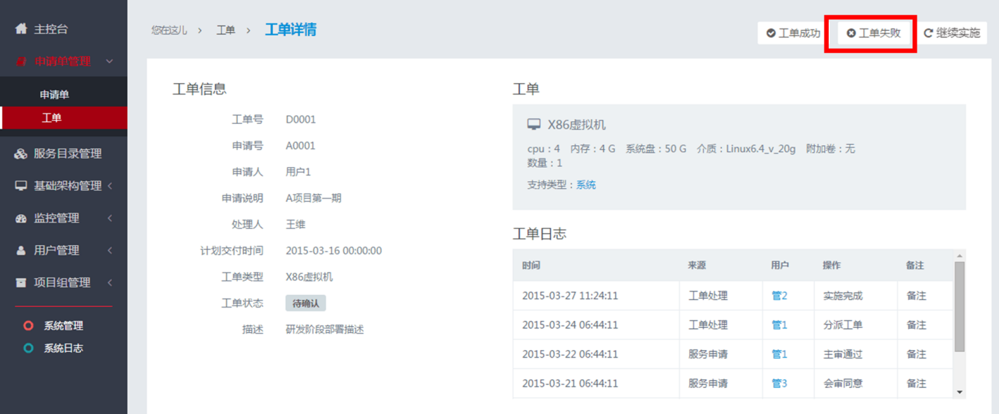 主控台
申请单管理
申请单
工单
服务目录管理
基础架构管理
监控管理
用户管理
项目组管理
系统管理
系统日志
您在这儿 > 工单 > 工单详情
工单成功 工单失败 继续实施
工单信息
工单号 D0001
申请号 A0001
申请人 用户1
申请说明 A项目第一期
处理人 王维
计划交付时间 2015-03-16 00:00:00
工单类型 X86虚拟机
工单状态 待确认
描述 研发阶段部署描述
工单
X86虚拟机
cpu：4 内存：4 G 系统盘：50 G 介质：Linux6.4_v_20g 附加卷：无
数量：1
支持类型：系统
工单日志
时间 来源 用户 操作 备注
2015-03-27 11:24:11 工单处理 管2 实施完成 备注
2015-03-24 06:44:11 工单处理 管1 分派工单 备注
2015-03-22 06:44:11 服务申请 管1 主审通过 备注
2015-03-21 06:44:11 服务申请 管3 会审同意 备注